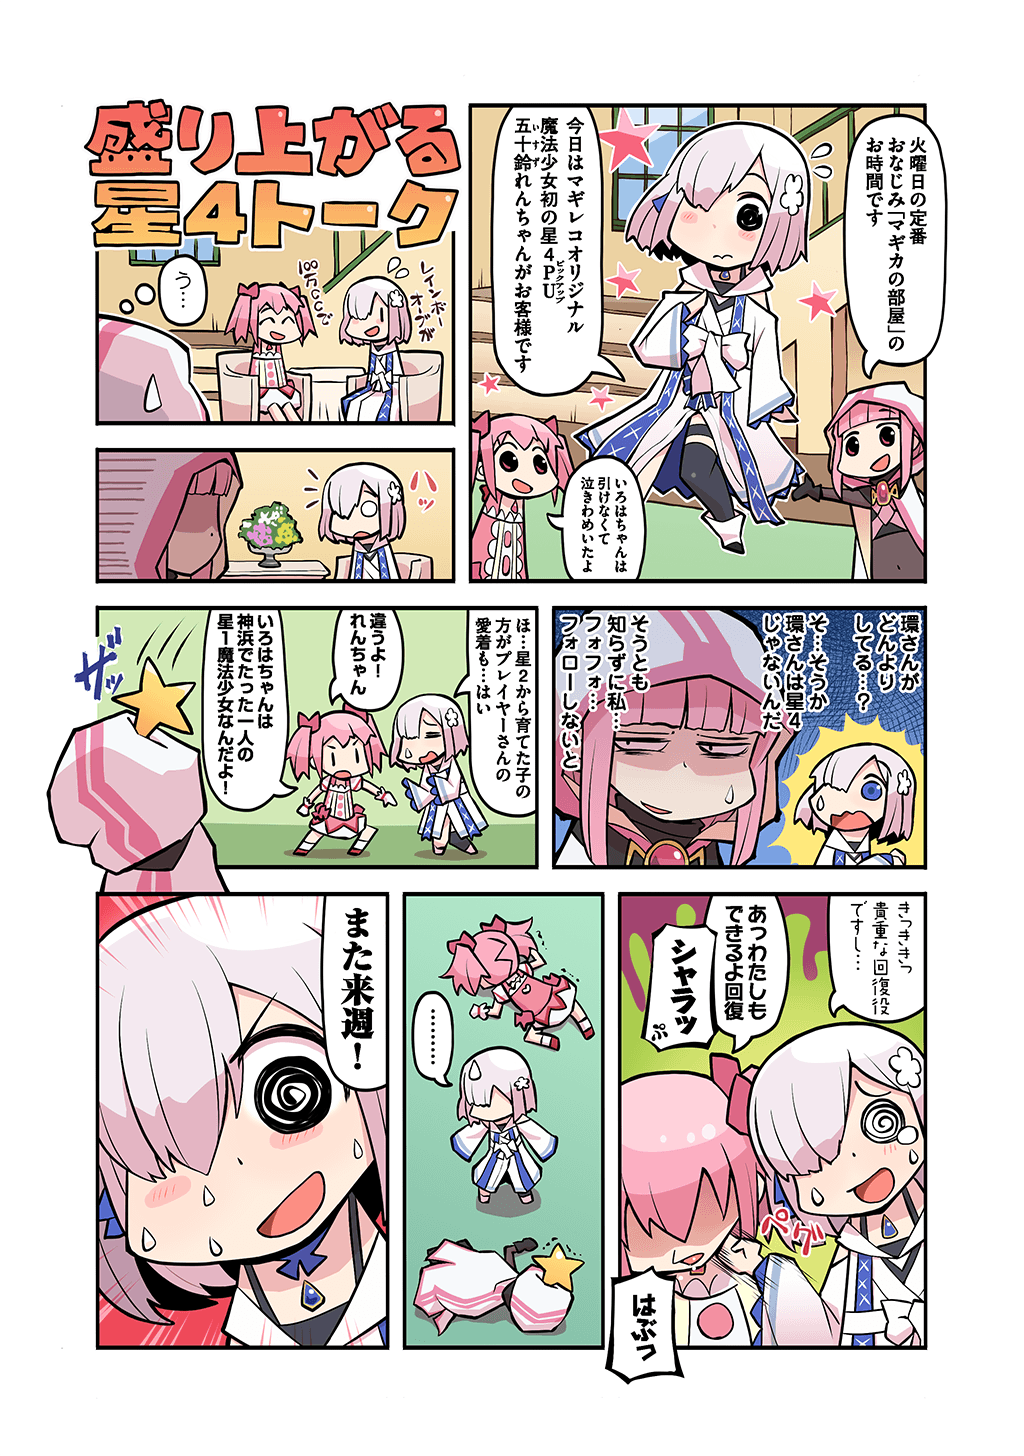 火曜日の定番
おなじみ「マギカの部屋」の
お時間です
今日はマギレコオリジナル
魔法少女初の星4PU
ピックアップ
五十鈴れんちゃんがお客様です
いすず
いろはちゃんは
引けなくて
泣きわめいたよ
盛り上がる
星4トーク
レインボー
オーブが
100万CCで
う…
ハッ
環さんが
どんより
してる…?
そ…そうか
環さんは星4
じゃないんだ
そうとも
知らずに私…
フォフォ…
フォローしないと
ほ…星2から育てた子の
方がプレイヤーさんの
愛着も…はい
違うよ!
れんちゃん
いろはちゃんは
神浜でたった一人の
星1魔法少女なんだよ!
ザッ
きっききっ
貴重な回復役
ですし…
あっわたしも
できるよ回復
シャラッぷ
ペグッ
はぶっ
………
また来週!